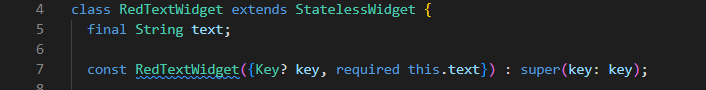 4 class RedTextWidget extends StatelessWidget {
5 final String text;
6
7 const RedTextWidget({Key? key, required this.text}) : super(key: key);